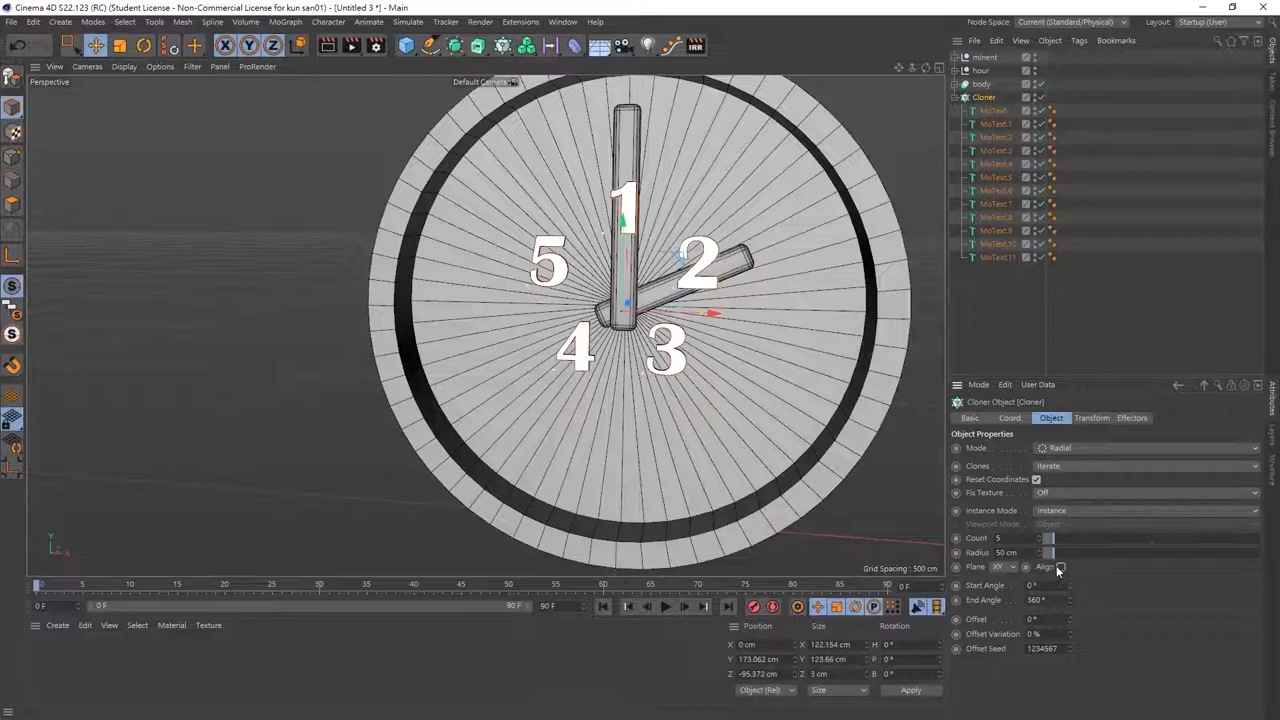 Cinema 4D S22.123 (RC) (Student License - Non-Commercial License for kun san01) - [Untitled 3 *] - Main
File Edit Create Modes Select Tools Mesh Spline Volume MoGraph Character Animate Simulate Tracker Render Extensions Window Help
Node Space: Current (Standard/Physical) Layout: Startup (User)
X Y Z IRR
File Edit View Object Tags Bookmarks
View Cameras Display Options Filter Panel ProRender
Perspective
Default Camera
minent
hour
body
Cloner
MoText
MoText.1
MoText.2
MoText.3
MoText.4
MoText.5
MoText.6
MoText.7
MoText.8
MoText.9
MoText.10
MoText.11
Objects
Takes
Content Browser
1
5 2
4 3
Mode Edit User Data
Cloner Object [Cloner]
Basic Coord. Object Transform Effectors
Object Properties
Mode Radial
Clones Iterate
Reset Coordinates
Fix Texture Off
Instance Mode Instance
Viewport Mode Object
Count 5
Radius 50 cm
Plane XY Align
Start Angle 0 °
End Angle 360 °
Offset 0 °
Offset Variation 0 %
Offset Seed 1234567
Attributes
Layers
Structure
Y
X
Grid Spacing : 500 cm
0 5 10 15 20 25 30 35 40 45 50 55 60 65 70 75 80 85 90 0 F
0 F 0 F 90 F 90 F
Create Edit View Select Material Texture
Position Size Rotation
X 0 cm X 122.154 cm H 0 °
Y 173.062 cm Y 123.66 cm P 0 °
Z -95.372 cm Z 3 cm B 0 °
Object (Rel) Size Apply